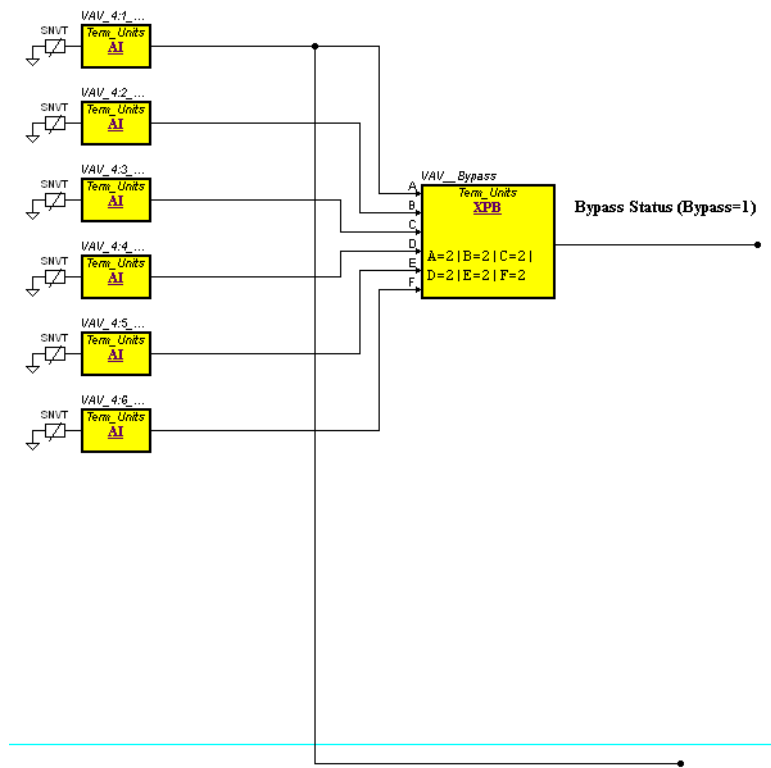 VAV_4:1_...
SNVT
Term_Units
AI
VAV_4:2_...
SNVT
Term_Units
AI
VAV_4:3_...
SNVT
Term_Units
AI
VAV_4:4_...
SNVT
Term_Units
AI
VAV_4:5_...
SNVT
Term_Units
AI
VAV_4:6_...
SNVT
Term_Units
AI
VAV__Bypass
Term_Units
XPB
A
B
C
D
E
F
A=2|B=2|C=2|
D=2|E=2|F=2
Bypass Status (Bypass=1)